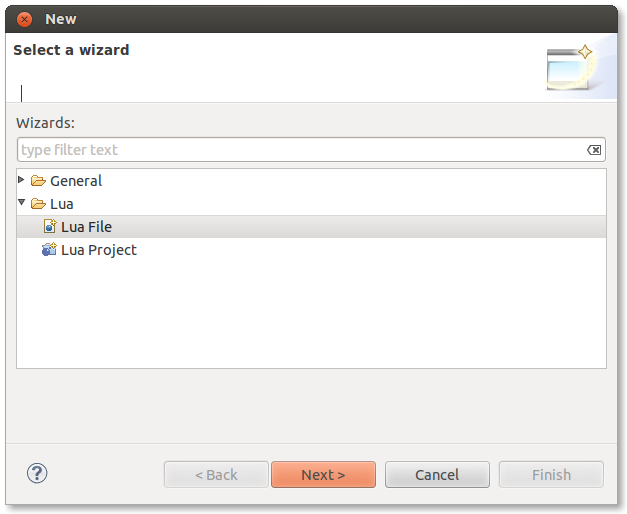 New
Select a wizard
Wizards:
type filter text
General
Lua
Lua File
Lua Project
? < Back Next > Cancel Finish